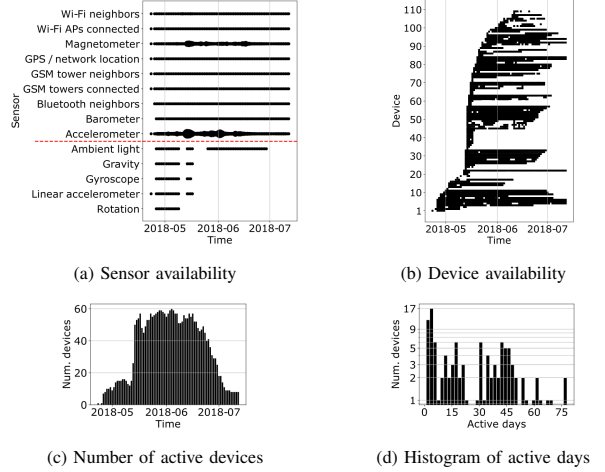 Sensor
Wi-Fi neighbors
Wi-Fi APs connected
Magnetometer
GPS / network location
GSM tower neighbors
GSM towers connected
Bluetooth neighbors
Barometer
Accelerometer
Ambient light
Gravity
Gyroscope
Linear accelerometer
Rotation
2018-05 2018-06 2018-07
Time
(a) Sensor availability
Device
110
100
90
80
70
60
50
40
30
20
10
1
2018-05 2018-06 2018-07
Time
(b) Device availability
Num. devices
60
40
20
0
2018-05 2018-06 2018-07
Time
(c) Number of active devices
Num. devices
17
9
5
3
2
1
0 15 30 45 60 75
Active days
(d) Histogram of active days